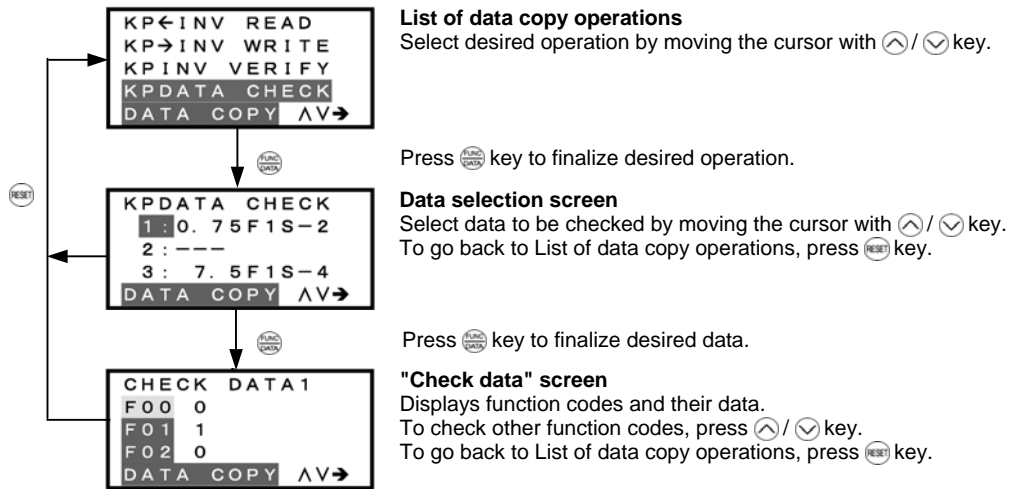 KP←INV READ
KP→INV WRITE
KPINV VERIFY
KPDATA CHECK
DATA COPY ∧∨→
List of data copy operations
Select desired operation by moving the cursor with ∧ / ∨ key.
FUNC
DATA
Press FUNC DATA key to finalize desired operation.
RESET
KPDATA CHECK
1:0. 75F1S−2
2:−−−
3: 7. 5F1S−4
DATA COPY ∧∨→
Data selection screen
Select data to be checked by moving the cursor with ∧ / ∨ key.
To go back to List of data copy operations, press RESET key.
FUNC
DATA
Press FUNC DATA key to finalize desired data.
CHECK DATA1
F00 0
F01 1
F02 0
DATA COPY ∧∨→
"Check data" screen
Displays function codes and their data.
To check other function codes, press ∧ / ∨ key.
To go back to List of data copy operations, press RESET key.